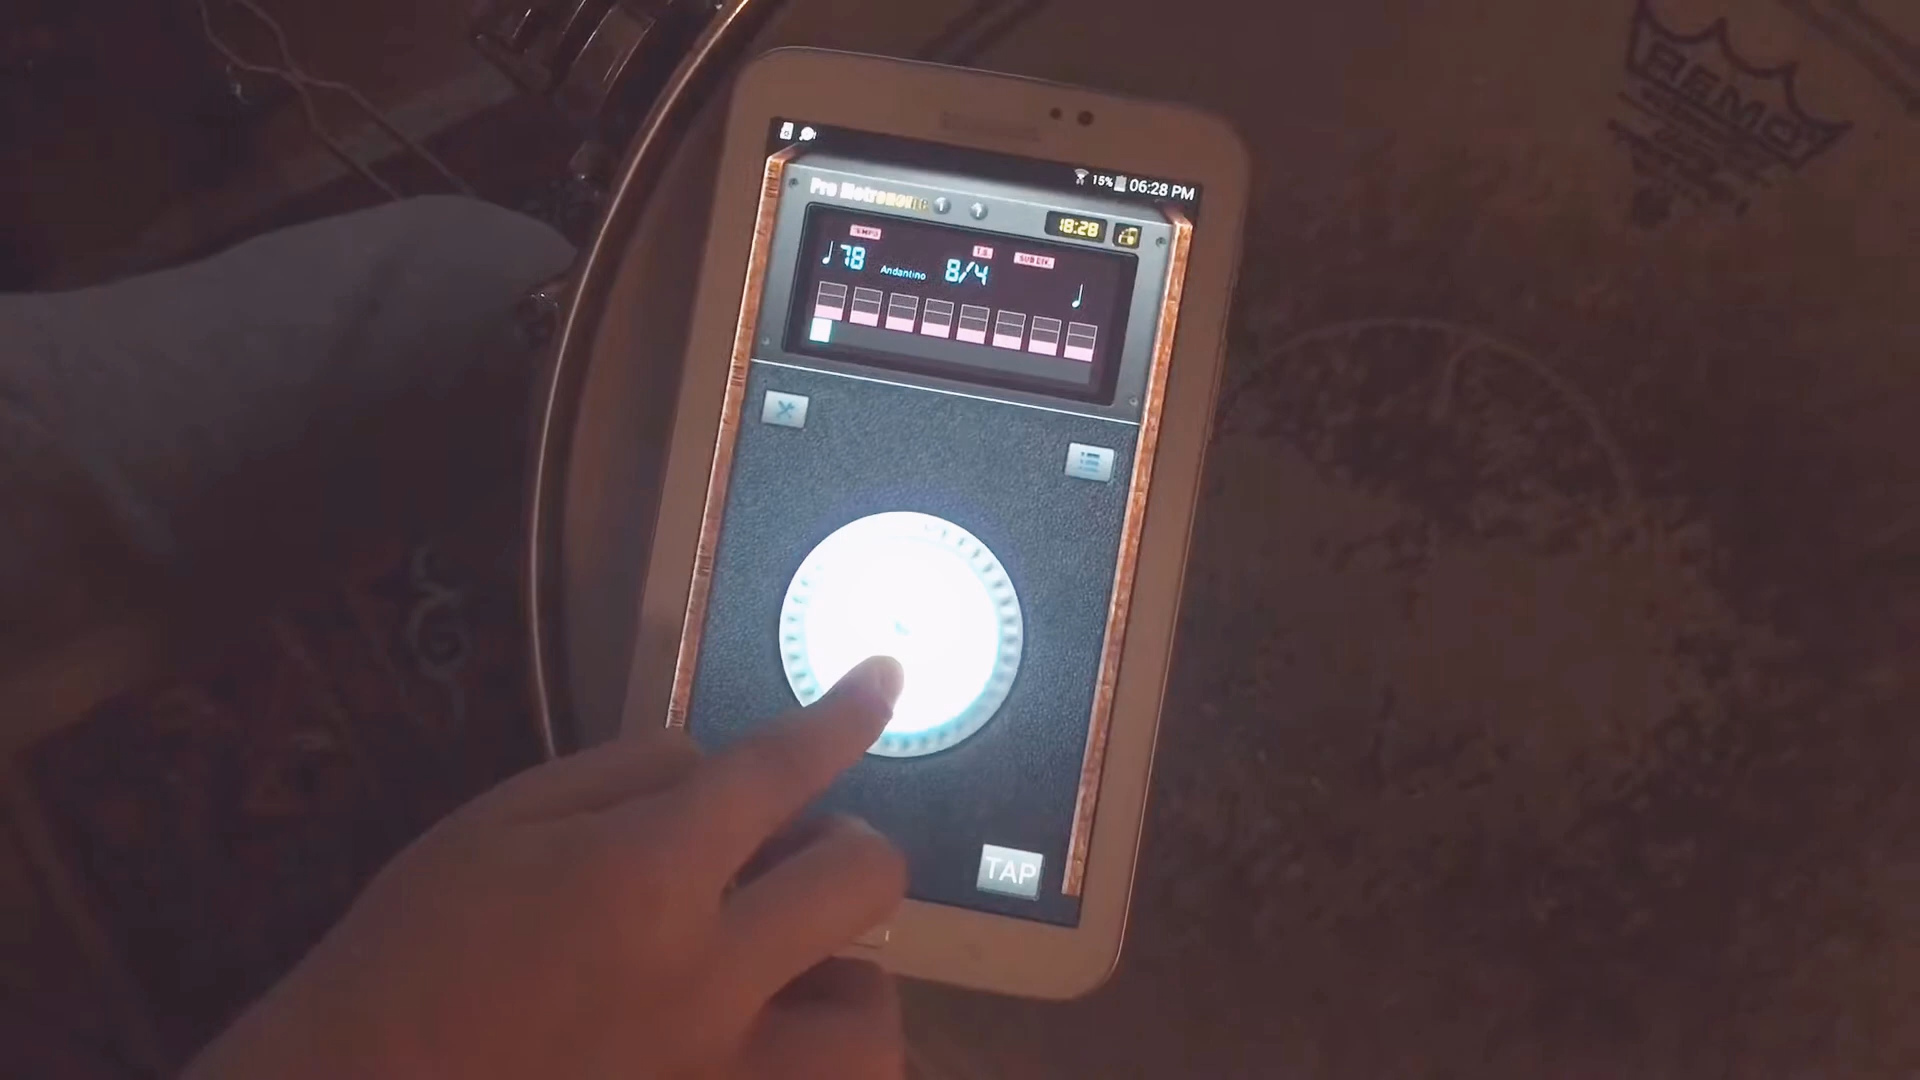 REMO
15% 06:28 PM
Pro Metronome
18:28
TEMPO T.S. SUB DIV.
78 Andantino 8/4
TAP